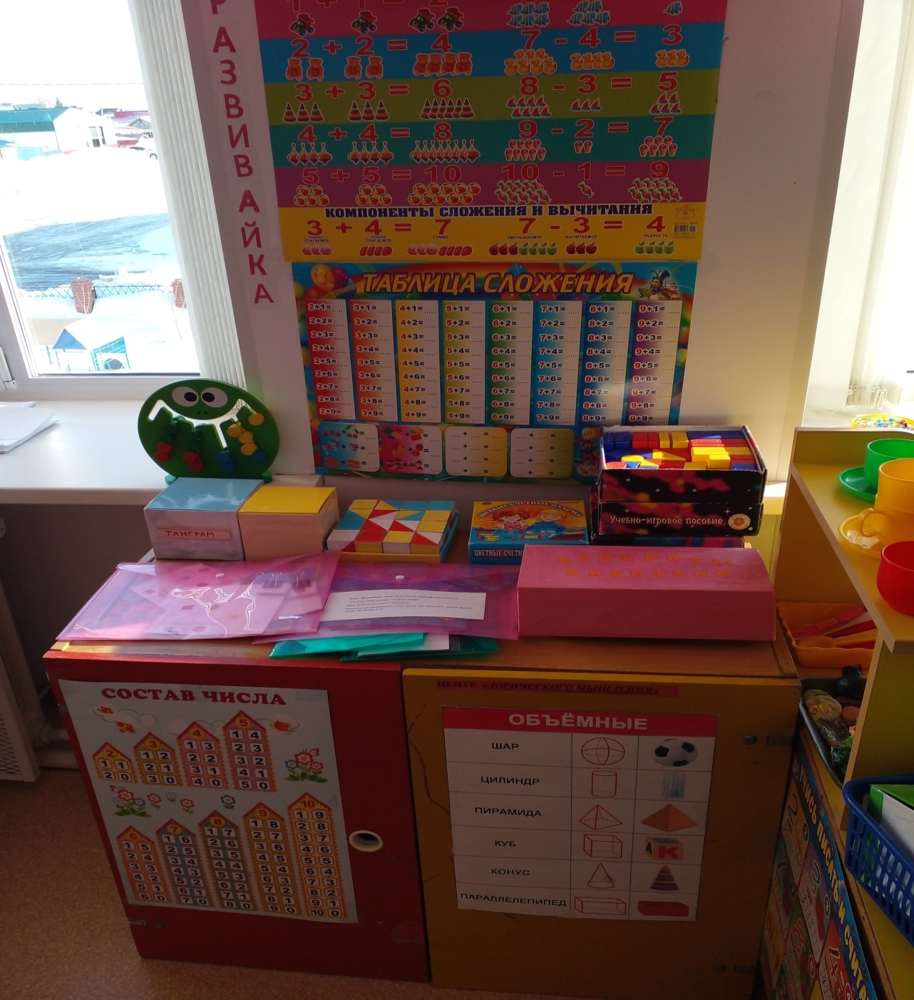 РАЗВИВАЙКА
2 + 2 = 4
7 - 4 = 3
3 + 3 = 6
8 - 3 = 5
4 + 4 = 8
9 - 2 = 7
5 + 5 = 10
10 - 1 = 9
КОМПОНЕНТЫ СЛОЖЕНИЯ И ВЫЧИТАНИЯ
3 + 4 = 7
7 - 3 = 4
ПЕРВОЕ СЛАГАЕМОЕ
ВТОРОЕ СЛАГАЕМОЕ
СУММА
УМЕНЬШАЕМОЕ
ВЫЧИТАЕМОЕ
РАЗНОСТЬ
ТАБЛИЦА СЛОЖЕНИЯ
2+1= 3+1= 4+1= 5+1= 6+1= 7+1= 8+1= 9+1=
2+2= 3+2= 4+2= 5+2= 6+2= 7+2= 8+2= 9+2=
2+3= 3+3= 4+3= 5+3= 6+3= 7+3= 8+3= 9+3=
2+4= 3+4= 4+4= 5+4= 6+4= 7+4= 8+4= 9+4=
2+5= 3+5= 4+5= 5+5= 6+5= 7+5= 8+5= 9+5=
2+6= 3+6= 4+6= 5+6= 6+6= 7+6= 8+6= 9+6=
2+7= 3+7= 4+7= 5+7= 6+7= 7+7= 8+7= 9+7=
2+8= 3+8= 4+8= 5+8= 6+8= 7+8= 8+8= 9+8=
2+9= 3+9= 4+9= 5+9= 6+9= 7+9= 8+9= 9+9=
ТАНГРАМ
ЦВЕТНЫЕ СЧЕТН
Учебно-игровое пособие
КВАДРАТЫ
НИКИТИНА
Berlingo
СОСТАВ ЧИСЛА
2 3 4 5
1 1 1 2 1 3 1 4
2 0 2 1 2 2 2 3
3 0 3 1 3 2
4 0 4 1
5 0
6 7 8 9 10
1 5 1 6 1 7 1 8 1 9
2 4 2 5 2 6 2 7 2 8
3 3 3 4 3 5 3 6 3 7
4 2 4 3 4 4 4 5 4 6
5 1 5 2 5 3 5 4 5 5
6 0 6 1 6 2 6 3 6 4
7 0 7 1 7 2 7 3
8 0 8 1 8 2
9 0 9 1
10 0
ЦЕНТР «ЛОГИЧЕСКОГО МЫШЛЕНИЯ»
ОБЪЁМНЫЕ
ШАР
ЦИЛИНДР
ПИРАМИДА
КУБ
К
КОНУС
ПАРАЛЛЕЛЕПИПЕД
УЧИСЬ ПИСАТЬ И СЧИТА